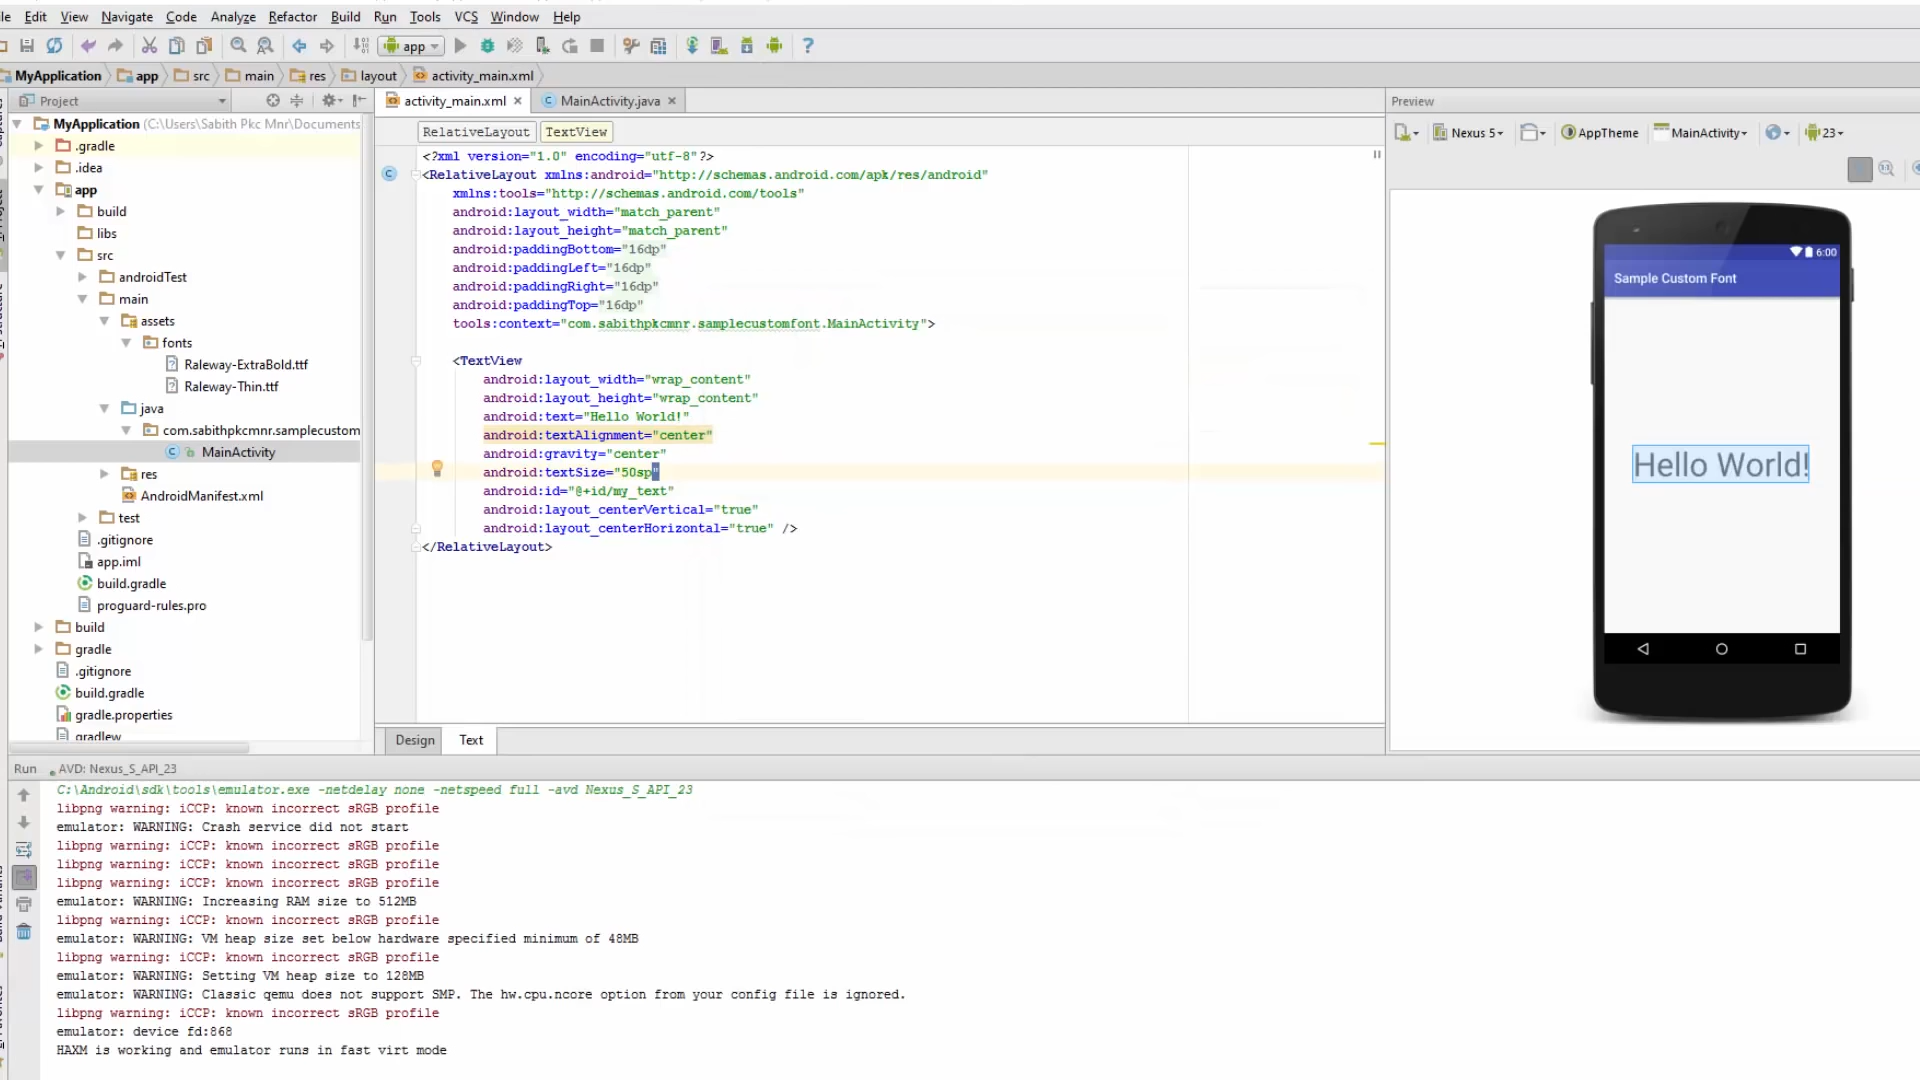 Edit View Navigate Code Analyze Refactor Build Run Tools VCS Window Help
app
MyApplication app src main res layout activity_main.xml
Project
activity_main.xml MainActivity.java
Preview
MyApplication (C:\Users\Sabith Pkc Mnr\Documents
.gradle
.idea
app
build
libs
src
androidTest
main
assets
fonts
Raleway-ExtraBold.ttf
Raleway-Thin.ttf
java
com.sabithpkcmnr.samplecustom
MainActivity
res
AndroidManifest.xml
test
.gitignore
app.iml
build.gradle
proguard-rules.pro
build
gradle
.gitignore
build.gradle
gradle.properties
gradlew
RelativeLayout TextView
<?xml version="1.0" encoding="utf-8"?>
<RelativeLayout xmlns:android="http://schemas.android.com/apk/res/android"
xmlns:tools="http://schemas.android.com/tools"
android:layout_width="match_parent"
android:layout_height="match_parent"
android:paddingBottom="16dp"
android:paddingLeft="16dp"
android:paddingRight="16dp"
android:paddingTop="16dp"
tools:context="com.sabithpkcmnr.samplecustomfont.MainActivity">
<TextView
android:layout_width="wrap_content"
android:layout_height="wrap_content"
android:text="Hello World!"
android:textAlignment="center"
android:gravity="center"
android:textSize="50sp"
android:id="@+id/my_text"
android:layout_centerVertical="true"
android:layout_centerHorizontal="true" />
</RelativeLayout>
Design Text
Nexus 5 AppTheme MainActivity 23
6:00
Sample Custom Font
Hello World!
Run AVD: Nexus_S_API_23
C:\Android\sdk\tools\emulator.exe -netdelay none -netspeed full -avd Nexus_S_API_23
libpng warning: iCCP: known incorrect sRGB profile
emulator: WARNING: Crash service did not start
libpng warning: iCCP: known incorrect sRGB profile
libpng warning: iCCP: known incorrect sRGB profile
libpng warning: iCCP: known incorrect sRGB profile
emulator: WARNING: Increasing RAM size to 512MB
libpng warning: iCCP: known incorrect sRGB profile
emulator: WARNING: VM heap size set below hardware specified minimum of 48MB
libpng warning: iCCP: known incorrect sRGB profile
emulator: WARNING: Setting VM heap size to 128MB
emulator: WARNING: Classic qemu does not support SMP. The hw.cpu.ncore option from your config file is ignored.
libpng warning: iCCP: known incorrect sRGB profile
emulator: device fd:868
HAXM is working and emulator runs in fast virt mode